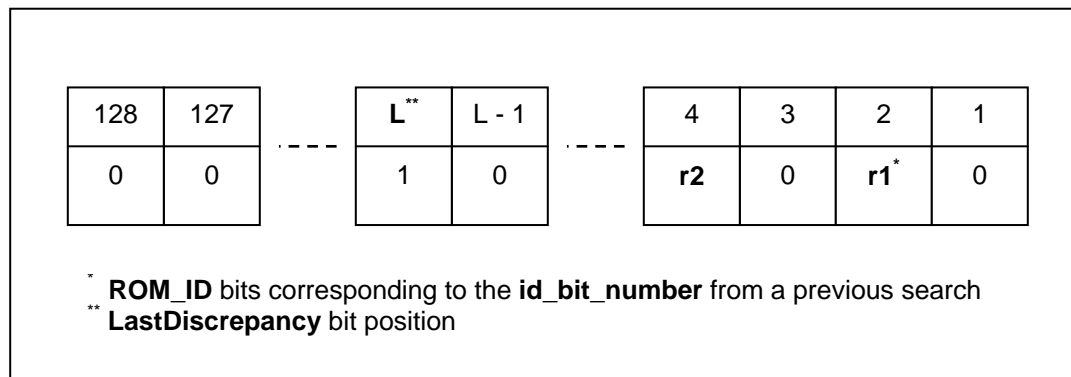 128 127 L** L - 1 4 3 2 1
0 0 1 0 r2 0 r1* 0
* ROM_ID bits corresponding to the id_bit_number from a previous search
** LastDiscrepancy bit position